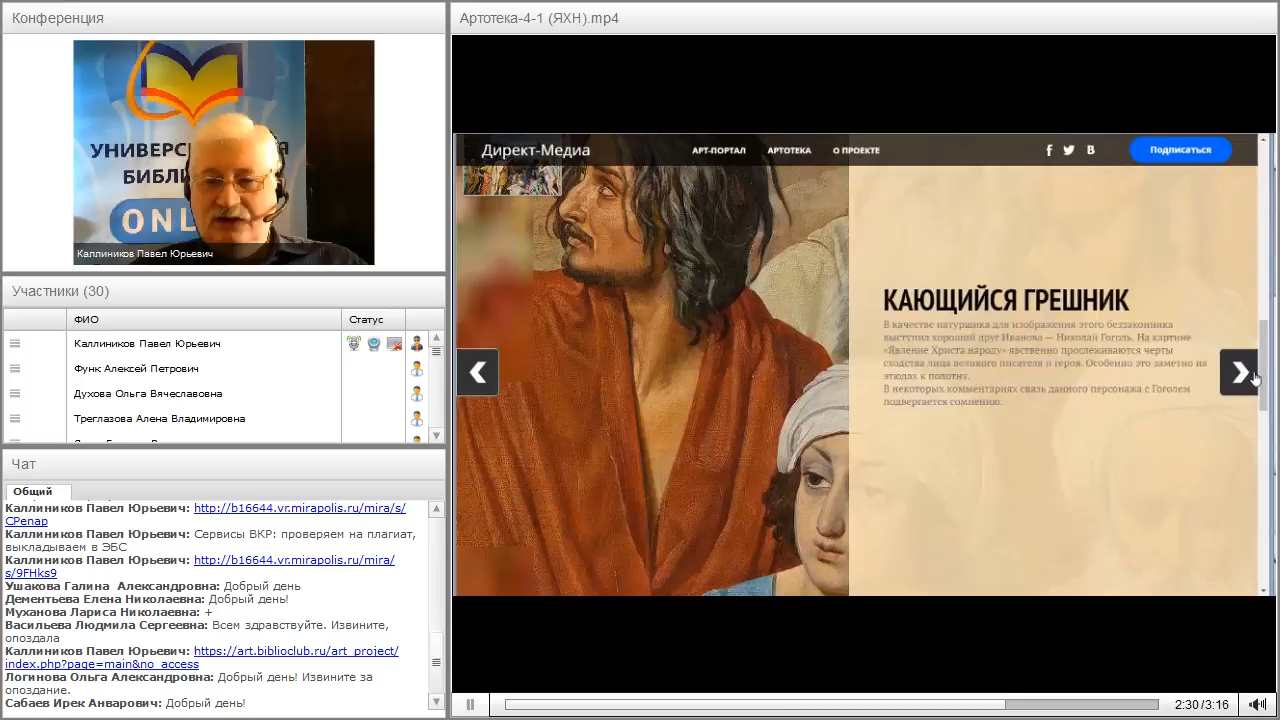 Конференция
УНИВЕРС
БИБЛИ
ONL
Каллиников Павел Юрьевич
Участники (30)
ФИО
Статус
Каллиников Павел Юрьевич
Функ Алексей Петрович
Духова Ольга Вячеславовна
Треглазова Алена Владимировна
Чат
Общий
Каллиников Павел Юрьевич: http://b16644.vr.mirapolis.ru/mira/s/
CPenap
Каллиников Павел Юрьевич: Сервисы ВКР: проверяем на плагиат,
выкладываем в ЭБС
Каллиников Павел Юрьевич: http://b16644.vr.mirapolis.ru/mira/
s/9FHks9
Ушакова Галина  Александровна: Добрый день
Дементьева Елена Николаевна: Добрый день!
Муханова Лариса Николаевна: +
Васильева Людмила Сергеевна: Всем здравствуйте. Извините,
опоздала
Каллиников Павел Юрьевич: https://art.biblioclub.ru/art_project/
index.php?page=main&no_access
Логинова Ольга Александровна: Добрый день! Извините за
опоздание.
Сабаев Ирек Анварович: Добрый день!
Артотека-4-1 (ЯХН).mp4
Директ-Медиа
АРТ-ПОРТАЛ
АРТОТЕКА
О ПРОЕКТЕ
Подписаться
КАЮЩИЙСЯ ГРЕШНИК
В качестве натурщика для изображения этого беззаконника
выступил хороший друг Иванова — Николай Гоголь. На картине
«Явление Христа народу» явственно прослеживаются черты
сходства лица великого писателя и героя. Особенно это заметно на
этюдах к полотну.
В некоторых комментариях связь данного персонажа с Гоголем
подвергается сомнению.
2:30/3:16